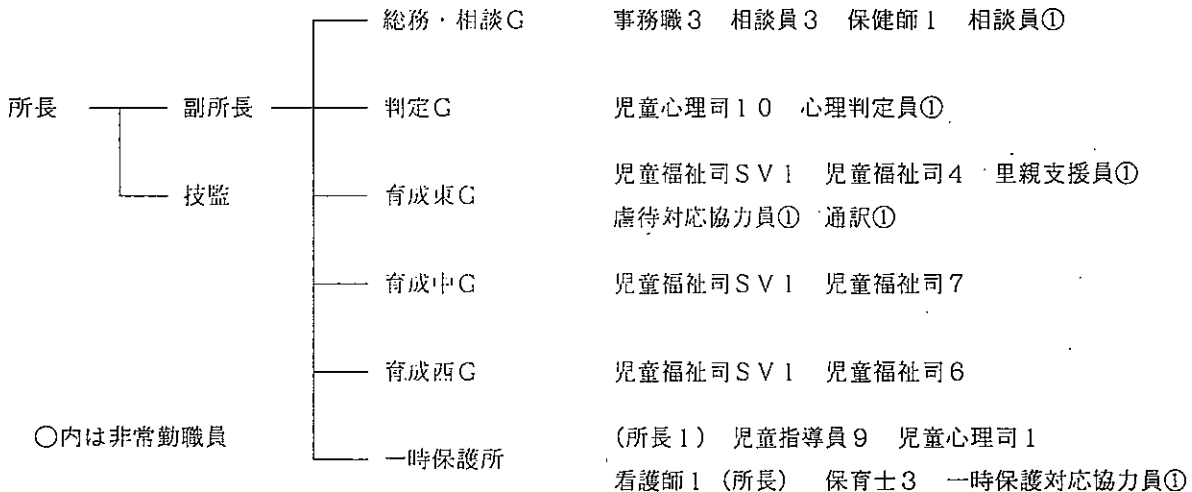 総務・相談G　事務職3　相談員3　保健師1　相談員①
所長　副所長　判定G　児童心理司10　心理判定員①
児童福祉司SV1　児童福祉司4　里親支援員①
技監　育成東G
虐待対応協力員①　通訳①
育成中G　児童福祉司SV1　児童福祉司7
育成西G　児童福祉司SV1　児童福祉司6
○内は非常勤職員　(所長1)　児童指導員9　児童心理司1
一時保護所
看護師1（所長）　保育士3　一時保護対応協力員①